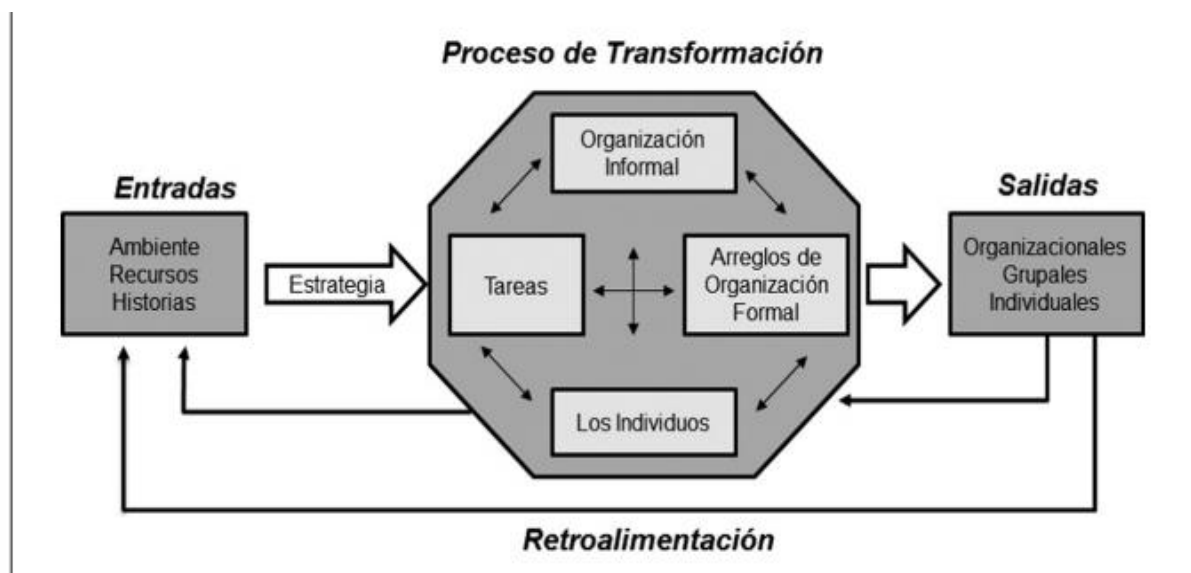 Proceso de Transformación
Organización
Informal
Entradas
Salidas
Ambiente
Recursos
Historias
Estrategia
Tareas
Arreglos de
Organización
Formal
Organizacionales
Grupales
Individuales
Los Individuos
Retroalimentación